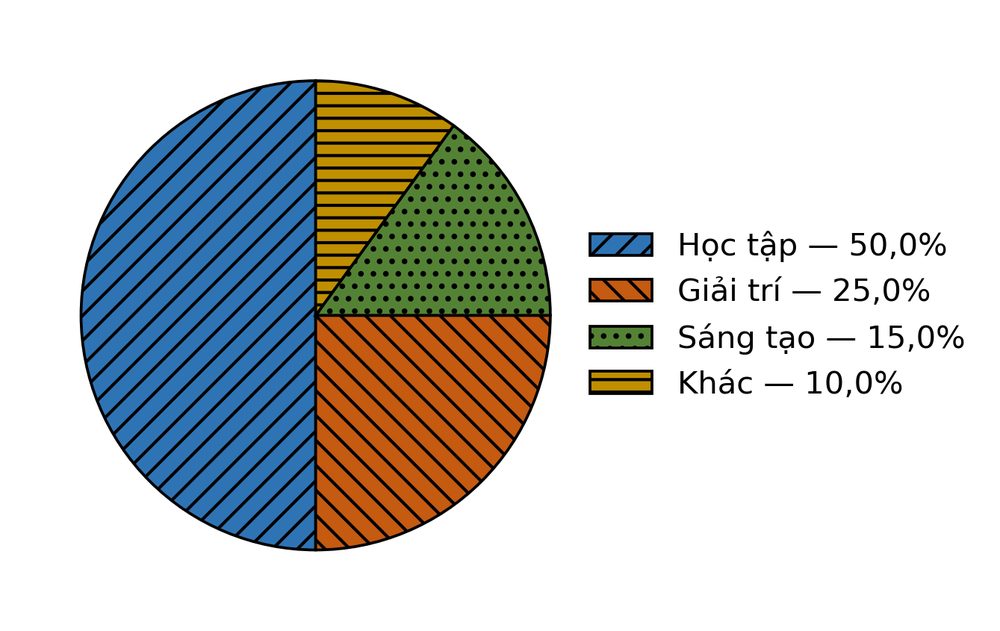 Học tập — 50,0%
Giải trí — 25,0%
Sáng tạo — 15,0%
Khác — 10,0%